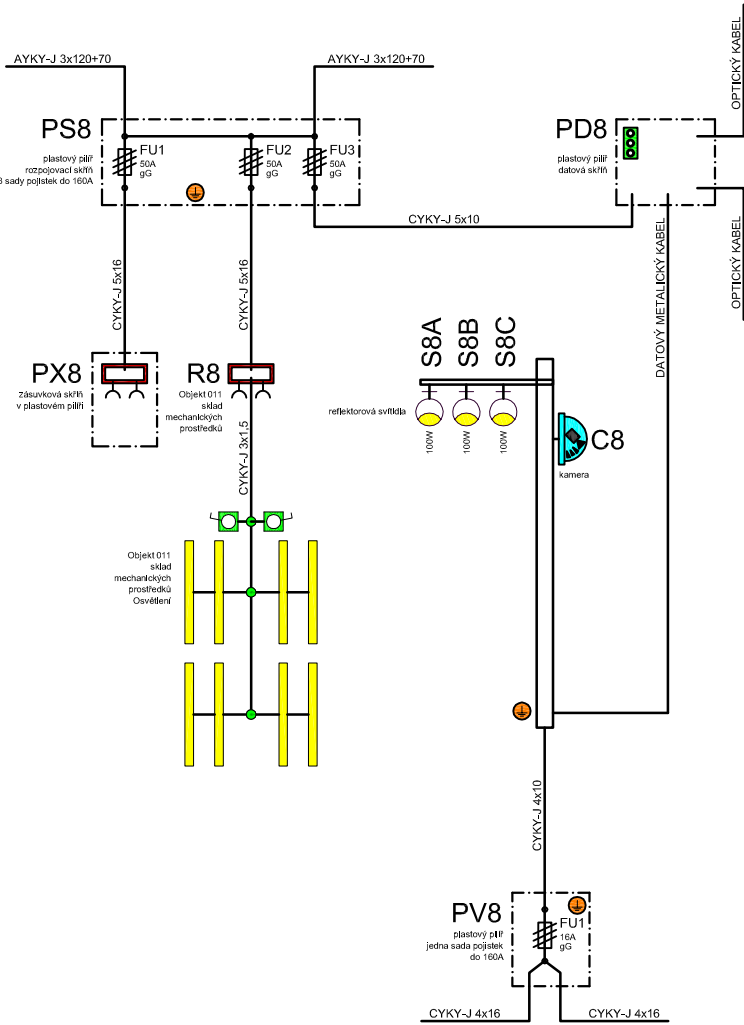 AYKY-J 3x120+70
AYKY-J 3x120+70
OPTICKÝ KABEL
PS8
plastový pilíř
rozpojovací skříň
sady pojistek do 160A
FU1
50A
gG
FU2
50A
gG
FU3
50A
gG
PD8
plastový pilíř
datová skříň
CYKY-J 5x10
OPTICKÝ KABEL
DATOVÝ METALICKÝ KABEL
CYKY-J 5x16
CYKY-J 5x16
PX8
zásuvková skříň
v plastovém pilíři
R8
Objekt 011
sklad
mechanických
prostředků
CYKY-J 3x1,5
S8A
S8B
S8C
reflektorová svítidla
100W
100W
100W
C8
kamera
Objekt 011
sklad
mechanických
prostředků
Osvětlení
CYKY-J 4x10
PV8
plastový pilíř
jedna sada pojistek
do 160A
FU1
16A
gG
CYKY-J 4x16
CYKY-J 4x16